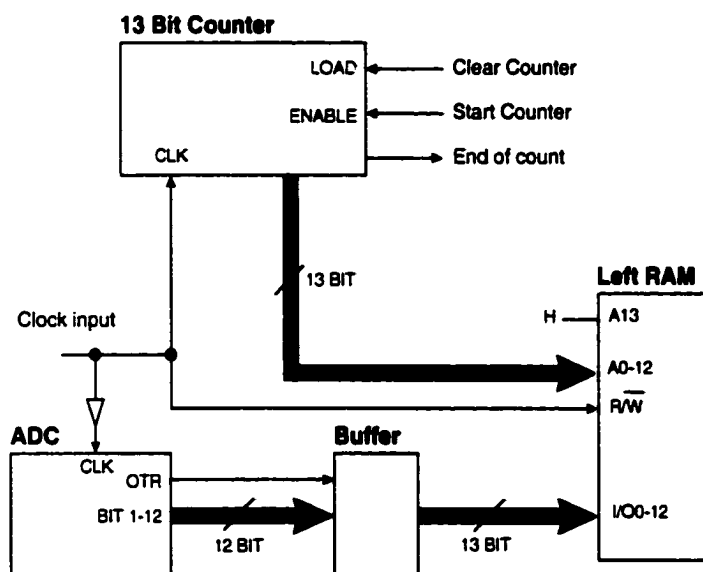 13 Bit Counter
LOAD
Clear Counter
ENABLE
Start Counter
CLK
End of count
13 BIT
Left RAM
Clock input
H
A13
A0-12
R/W̅
ADC
Buffer
CLK
OTR
BIT 1-12
I/O0-12
12 BIT
13 BIT